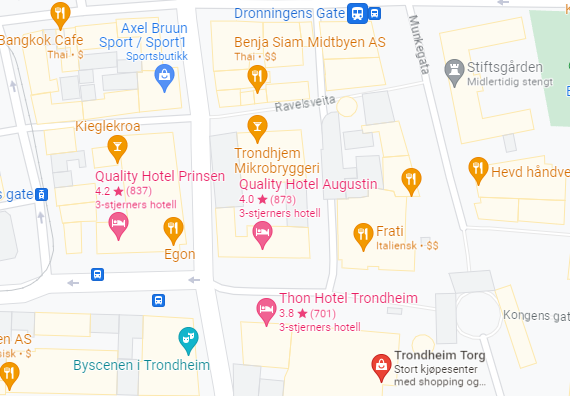 Dronningens Gate
Bangkok Cafe
Thai • $
Axel Bruun
Sport / Sport1
Sportsbutikk
Benja Siam Midtbyen AS
Thai • $$
Munkegata
Stiftsgården
Midlertidig stengt
Ravelsveita
Kieglekroa
Trondhjem
Mikrobryggeri
Hevd håndve
Quality Hotel Prinsen
4.2 ★ (837)
3-stjerners hotell
Quality Hotel Augustin
4.0 ★ (873)
3-stjerners hotell
s gate
Egon
Frati
Italiensk • $$
Thon Hotel Trondheim
3.8 ★ (701)
3-stjerners hotell
Kongens gat
en AS
isk • $
Byscenen i Trondheim
Trondheim Torg
Stort kjøpesenter
med shopping og...